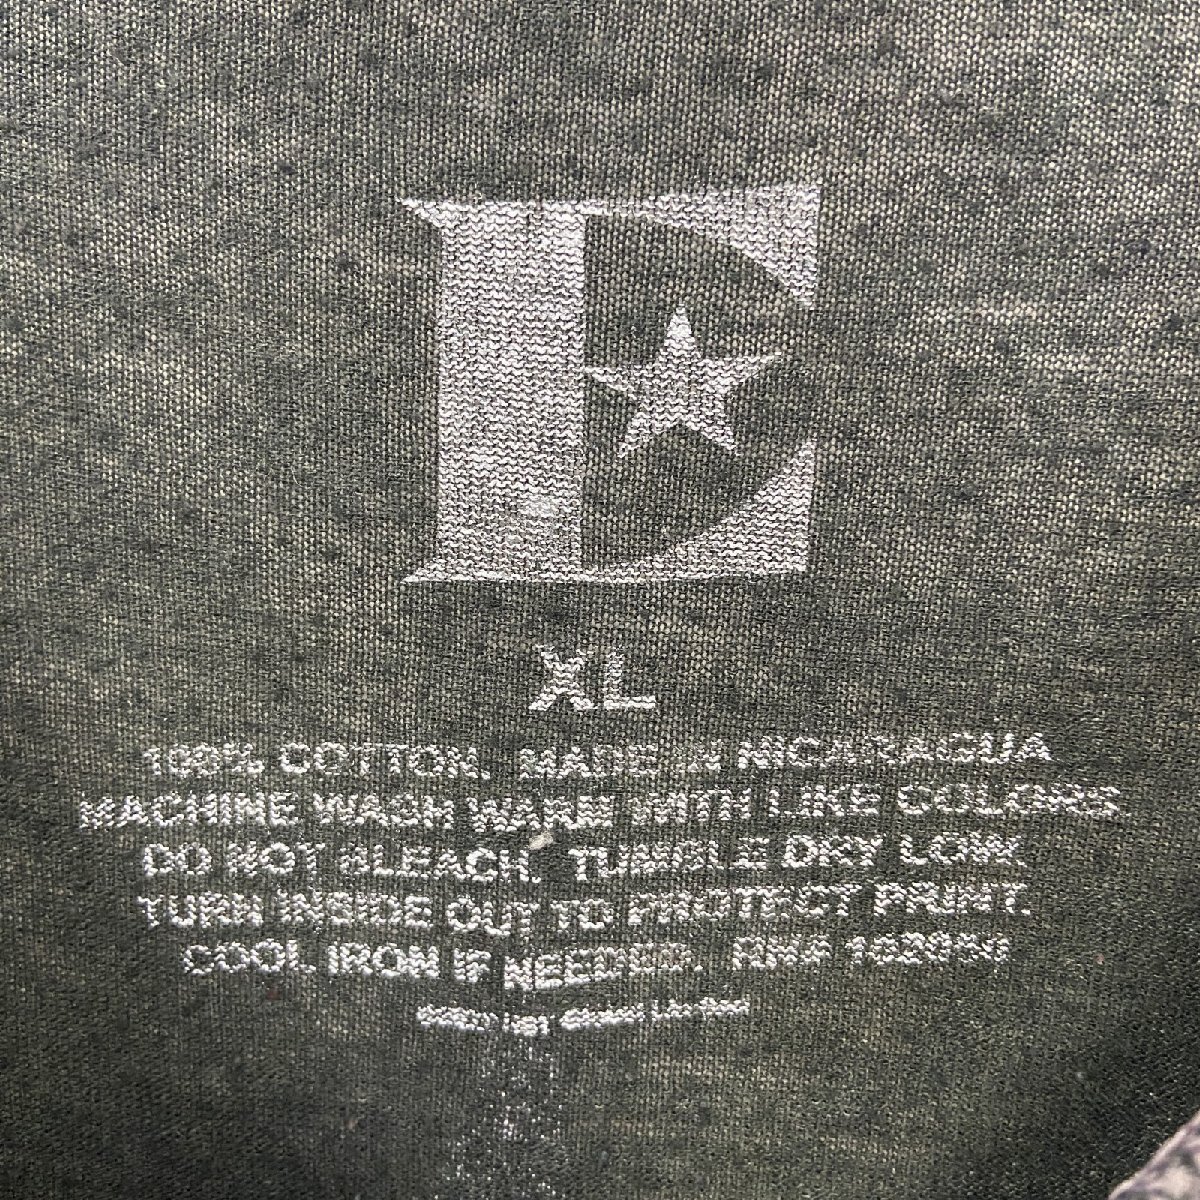 E
XL
100% COTTON. MADE IN NICARAGUA
MACHINE WASH WARM WITH LIKE COLORS
DO NOT BLEACH. TUMBLE DRY LOW.
TURN INSIDE OUT TO PROTECT PRINT.
COOL IRON IF NEEDED. RN#